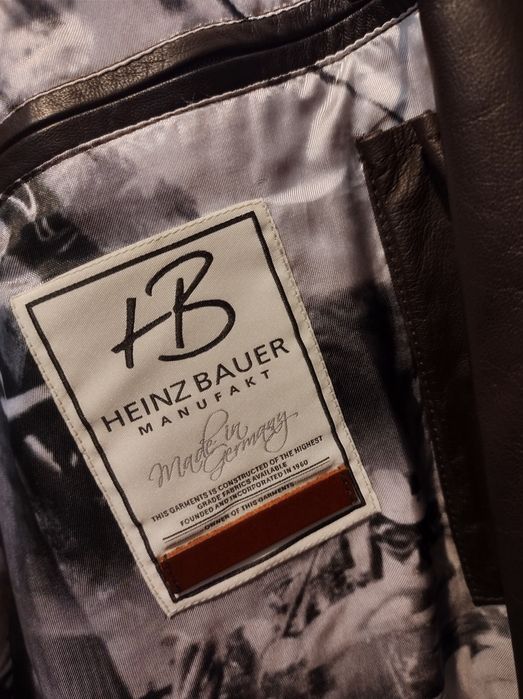 HB
HEINZ BAUER
MANUFAKT
Made in
Germany
THIS GARMENTS IS CONSTRUCTED OF THE HIGHEST
GRADE FABRICS AVAILABLE
FOUNDED AND INCORPORATED IN 1960
OWNER OF THIS GARMENTS